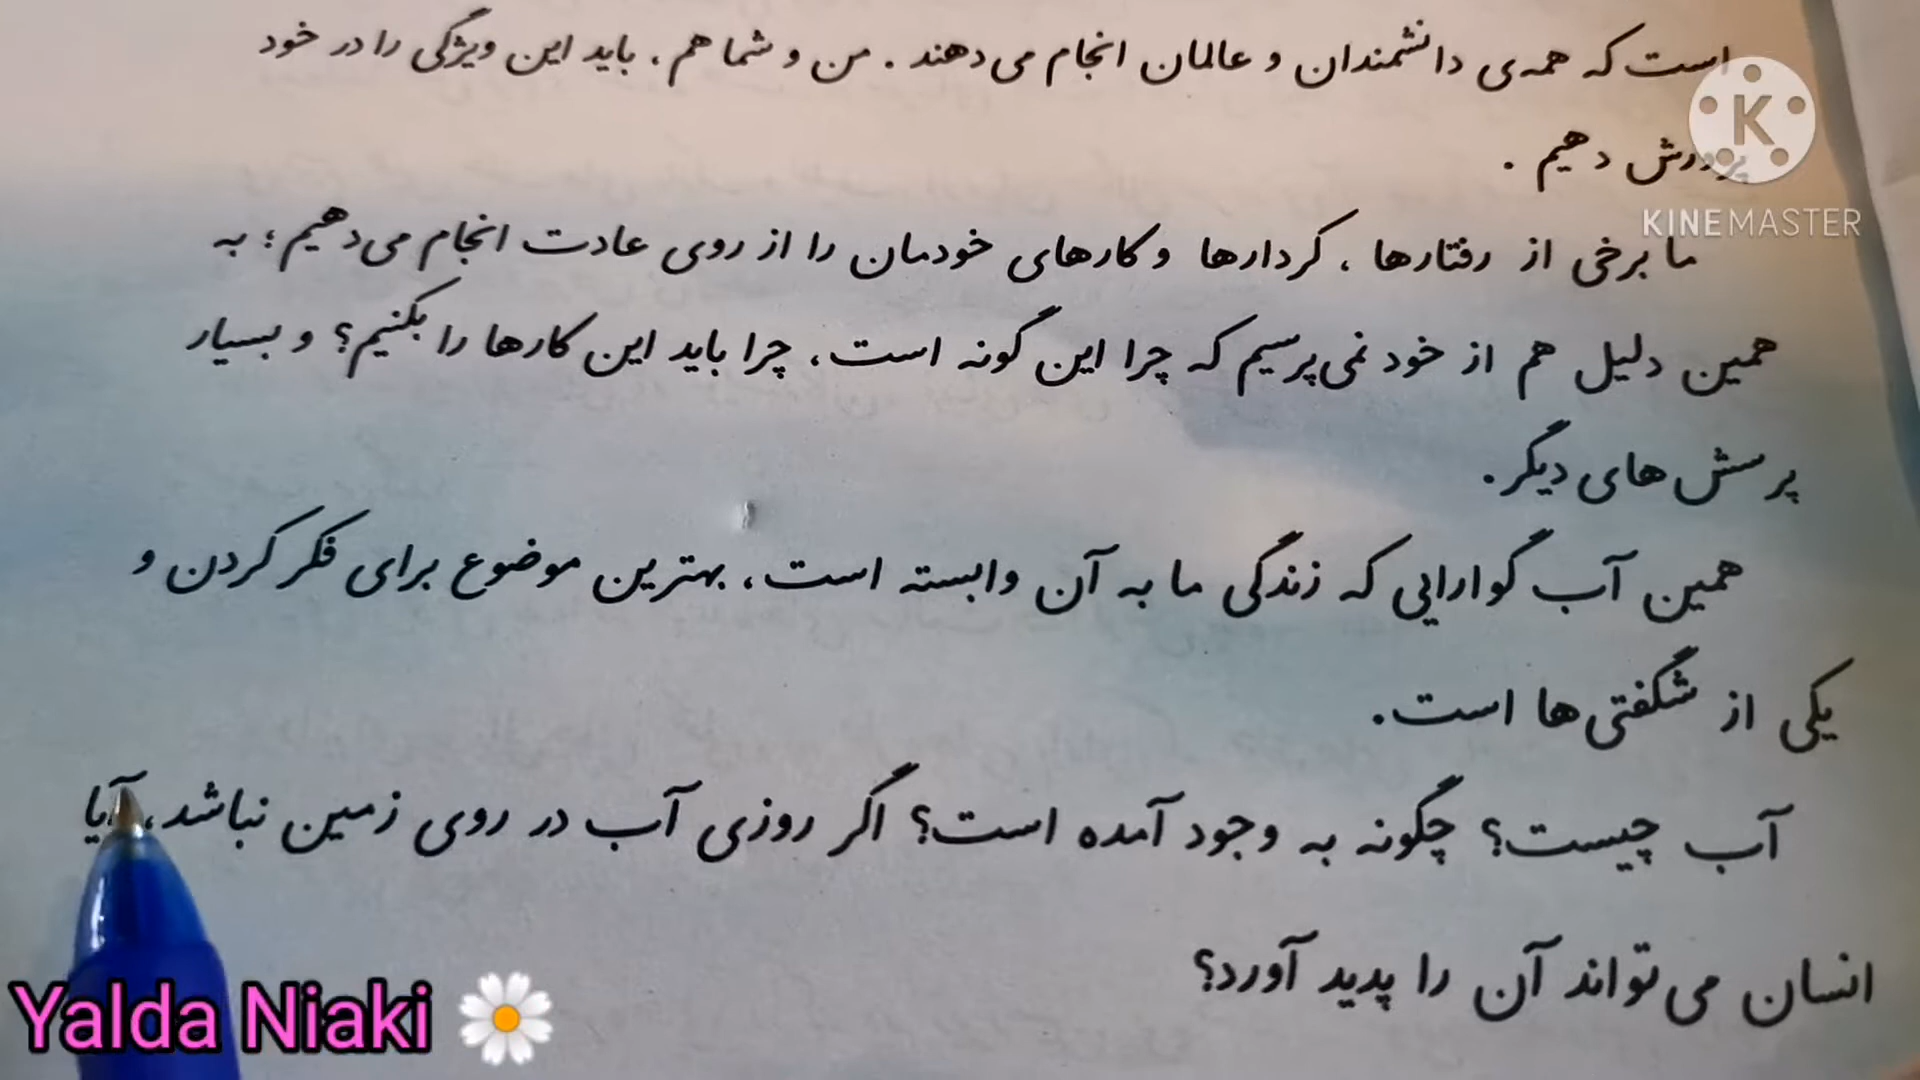 است که همه‌ی دانشمندان و عالمان انجام می‌دهند. من و شما هم، باید این ویژگی را در خود
پرورش دهیم.
ما برخی از رفتارها، کردارها و کارهای خودمان را از روی عادت انجام می‌دهیم؛ به
همین دلیل هم از خود نمی‌پرسیم که چرا این گونه است، چرا باید این کارها را بکنیم؟ و بسیار
پرسش‌های دیگر.
همین آب گوارایی که زندگی ما به آن وابسته است، بهترین موضوع برای فکر کردن و
یکی از شگفتی‌ها است.
آب چیست؟ چگونه به وجود آمده است؟ اگر روزی آب در روی زمین نباشد، آیا
انسان می‌تواند آن را پدید آورد؟
K
KINEMASTER
Yalda Niaki